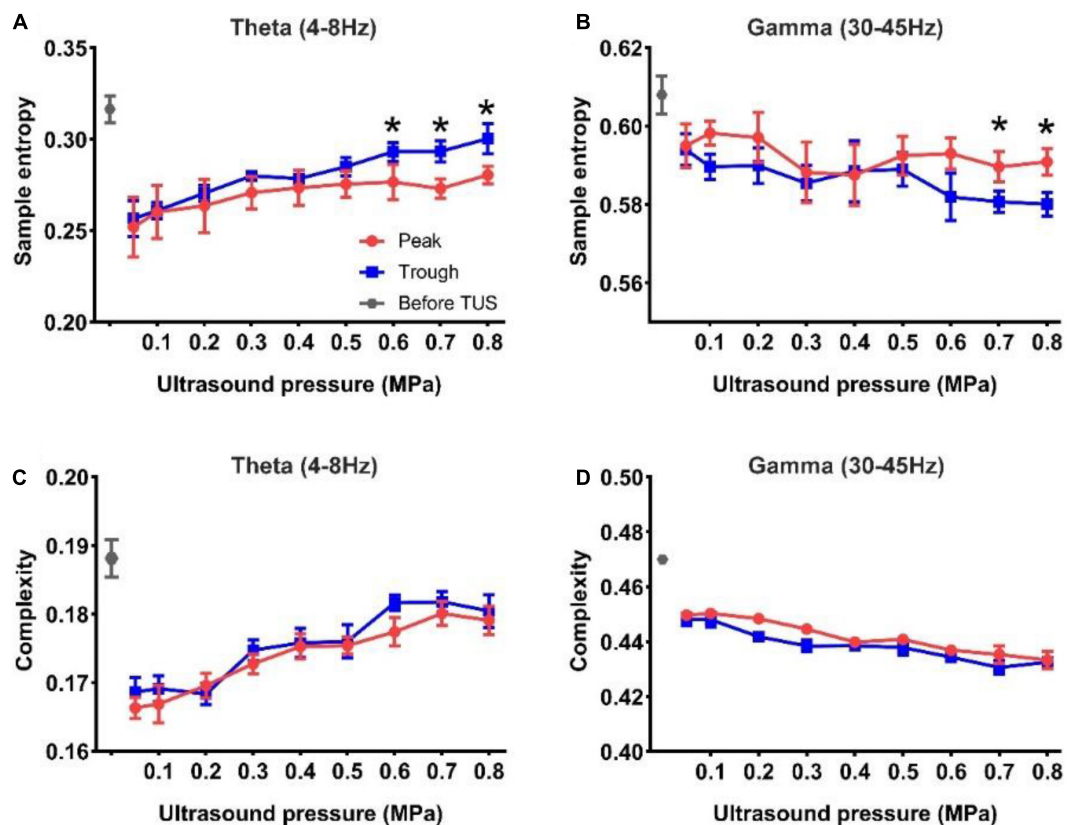 A
Theta (4-8Hz)
Sample entropy
0.35
0.30
0.25
0.20
* * *
Peak
Trough
Before TUS
0.1 0.2 0.3 0.4 0.5 0.6 0.7 0.8
Ultrasound pressure (MPa)
B
Gamma (30-45Hz)
Sample entropy
0.62
0.60
0.58
0.56
* *
0.1 0.2 0.3 0.4 0.5 0.6 0.7 0.8
Ultrasound pressure (MPa)
C
Theta (4-8Hz)
Complexity
0.20
0.19
0.18
0.17
0.16
0.1 0.2 0.3 0.4 0.5 0.6 0.7 0.8
Ultrasound pressure (MPa)
D
Gamma (30-45Hz)
Complexity
0.50
0.48
0.46
0.44
0.42
0.40
0.1 0.2 0.3 0.4 0.5 0.6 0.7 0.8
Ultrasound pressure (MPa)